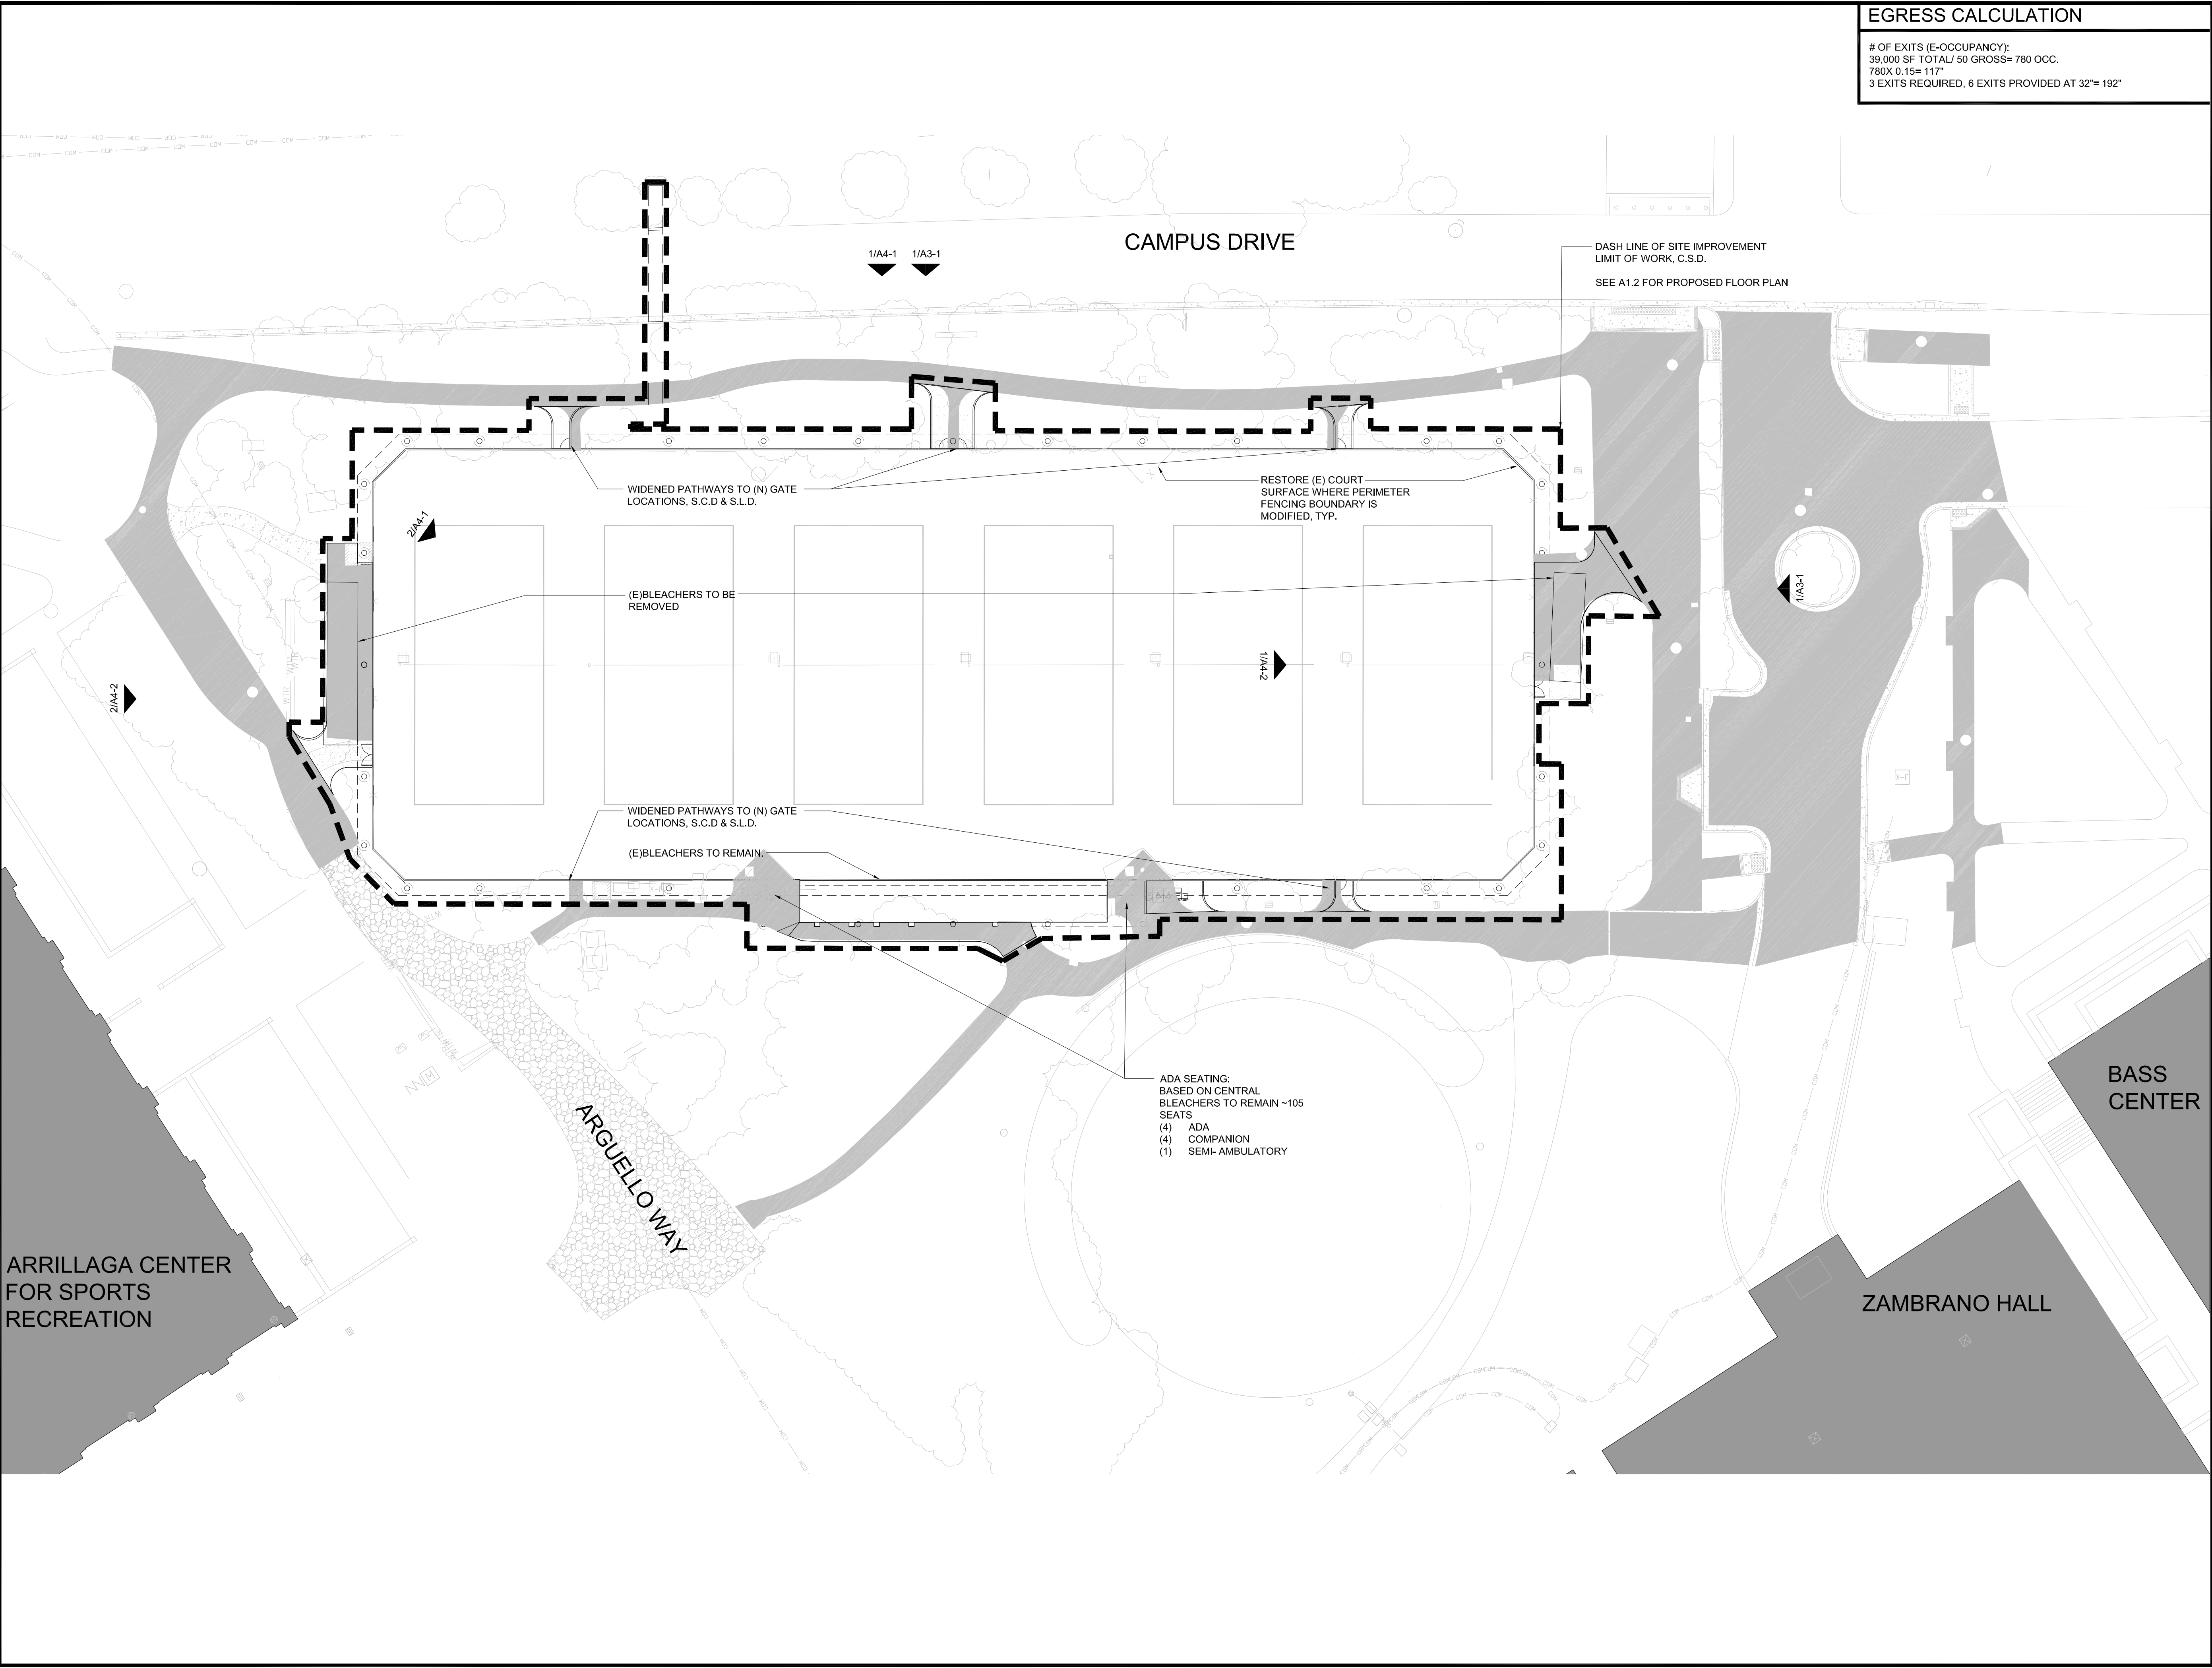 EGRESS CALCULATION
# OF EXITS (E-OCCUPANCY):
39,000 SF TOTAL/ 50 GROSS= 780 OCC.
780X 0.15= 117"
3 EXITS REQUIRED, 6 EXITS PROVIDED AT 32"= 192"
CAMPUS DRIVE
1/A4-1
1/A3-1
DASH LINE OF SITE IMPROVEMENT
LIMIT OF WORK, C.S.D.
SEE A1.2 FOR PROPOSED FLOOR PLAN
WIDENED PATHWAYS TO (N) GATE
LOCATIONS, S.C.D & S.L.D.
RESTORE (E) COURT
SURFACE WHERE PERIMETER
FENCING BOUNDARY IS
MODIFIED, TYP.
2/A4-1
(E)BLEACHERS TO BE
REMOVED
1/A3-1
1/A4-2
2/A4-2
WIDENED PATHWAYS TO (N) GATE
LOCATIONS, S.C.D & S.L.D.
(E)BLEACHERS TO REMAIN.
ADA SEATING:
BASED ON CENTRAL
BLEACHERS TO REMAIN ~105
SEATS
(4) ADA
(4) COMPANION
(1) SEMI- AMBULATORY
ARGUELLO WAY
BASS
CENTER
ARRILLAGA CENTER
FOR SPORTS
RECREATION
ZAMBRANO HALL